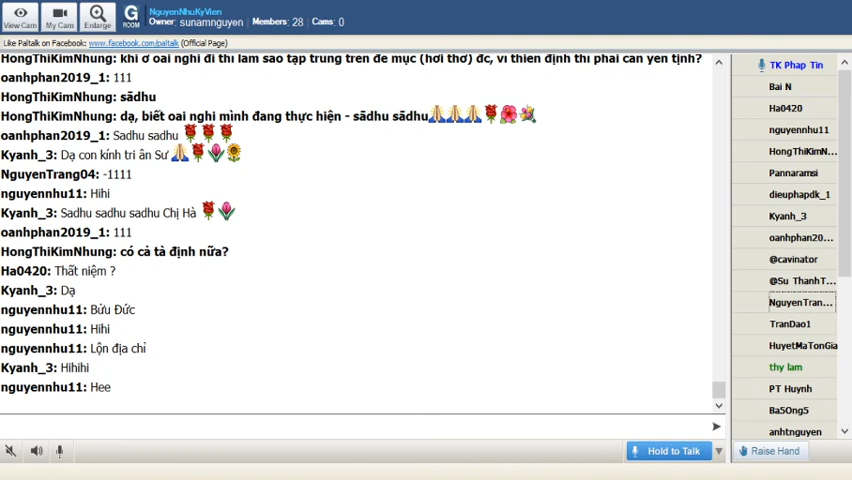 View Cam
My Cam
Enlarge
G
ROOM
NguyenNhuKyVien
Owner: sunamnguyen Members: 28 Cams: 0
Like Paltalk on Facebook: www.facebook.com/paltalk (Official Page)
HongThiKimNhung: khi ở oai nghi đi thì làm sao tập trung trên đề mục (hơi thở) đc, vì thiền định thì phải cần yên tịnh?
oanhphan2019_1: 111
HongThiKimNhung: sādhu
HongThiKimNhung: dạ, biết oai nghi mình đang thực hiện - sādhu sādhu
oanhphan2019_1: Sadhu sadhu
Kyanh_3: Dạ con kính tri ân Sư
NguyenTrang04: -1111
nguyennhu11: Hihi
Kyanh_3: Sadhu sadhu sadhu Chị Hà
oanhphan2019_1: 111
HongThiKimNhung: có cả tà định nữa?
Ha0420: Thất niệm ?
Kyanh_3: Dạ
nguyennhu11: Bửu Đức
nguyennhu11: Hihi
nguyennhu11: Lộn địa chỉ
Kyanh_3: Hihihi
nguyennhu11: Hee
Hold to Talk
TK Phap Tin
Bai N
Ha0420
nguyennhu11
HongThiKimN...
Pannaramsi
dieuphapdk_1
Kyanh_3
oanhphan20...
@cavinator
@Su ThanhT...
NguyenTran...
TranDao1
HuyetMaTonGia
thy lam
PT Huynh
Ba5Ong5
anhtnguyen
Raise Hand